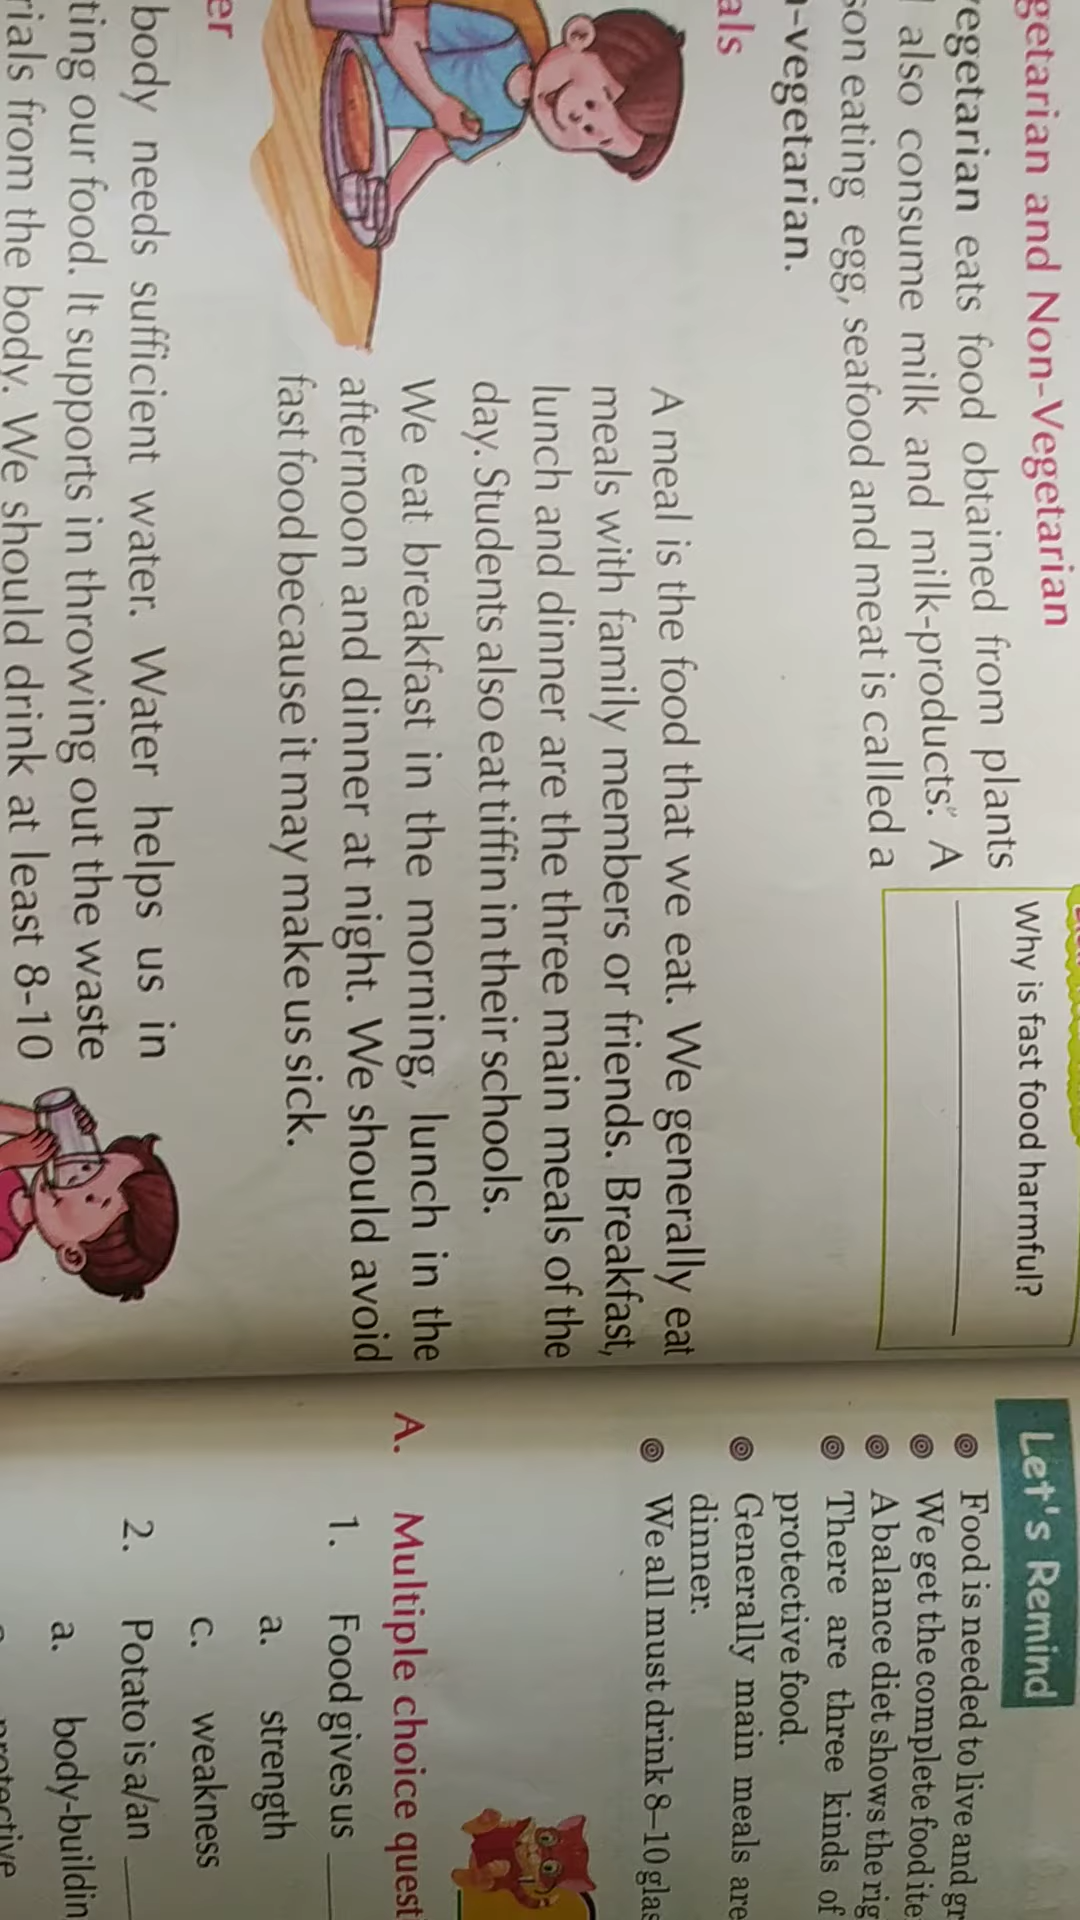 getarian and Non-Vegetarian
vegetarian eats food obtained from plants
also consume milk and milk-products. A
son eating egg, seafood and meat is called a
-vegetarian.
Why is fast food harmful?
als
A meal is the food that we eat. We generally eat
meals with family members or friends. Breakfast,
lunch and dinner are the three main meals of the
day. Students also eat tiffin in their schools.
We eat breakfast in the morning, lunch in the
afternoon and dinner at night. We should avoid
fast food because it may make us sick.
er
body needs sufficient water. Water helps us in
ting our food. It supports in throwing out the waste
rials from the body. We should drink at least 8-10
Let's Remind
Food is needed to live and gr
We get the complete food ite
A balance diet shows the rig
There are three kinds of
protective food.
Generally main meals are
dinner.
We all must drink 8–10 glas
A. Multiple choice quest
1. Food gives us ___
a. strength
c. weakness
2. Potato is a/an ___
a. body-buildin
protective